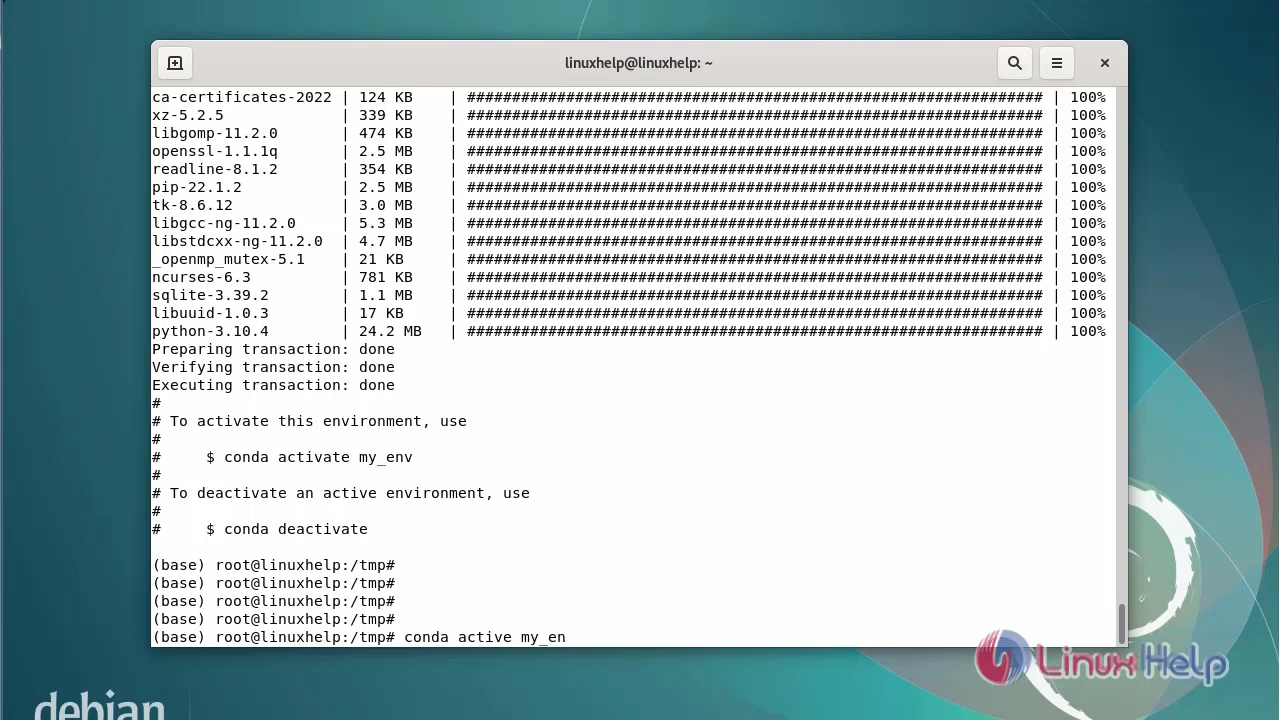 linuxhelp@linuxhelp: ~
ca-certificates-2022 | 124 KB    | ################################################################ | 100%
xz-5.2.5             | 339 KB    | ################################################################ | 100%
libgomp-11.2.0       | 474 KB    | ################################################################ | 100%
openssl-1.1.1q       | 2.5 MB    | ################################################################ | 100%
readline-8.1.2       | 354 KB    | ################################################################ | 100%
pip-22.1.2           | 2.5 MB    | ################################################################ | 100%
tk-8.6.12            | 3.0 MB    | ################################################################ | 100%
libgcc-ng-11.2.0     | 5.3 MB    | ################################################################ | 100%
libstdcxx-ng-11.2.0  | 4.7 MB    | ################################################################ | 100%
_openmp_mutex-5.1    | 21 KB     | ################################################################ | 100%
ncurses-6.3          | 781 KB    | ################################################################ | 100%
sqlite-3.39.2        | 1.1 MB    | ################################################################ | 100%
libuuid-1.0.3        | 17 KB     | ################################################################ | 100%
python-3.10.4        | 24.2 MB   | ################################################################ | 100%
Preparing transaction: done
Verifying transaction: done
Executing transaction: done
#
# To activate this environment, use
#
#     $ conda activate my_env
#
# To deactivate an active environment, use
#
#     $ conda deactivate
(base) root@linuxhelp:/tmp#
(base) root@linuxhelp:/tmp#
(base) root@linuxhelp:/tmp#
(base) root@linuxhelp:/tmp#
(base) root@linuxhelp:/tmp# conda active my_en
Linux Help
debian